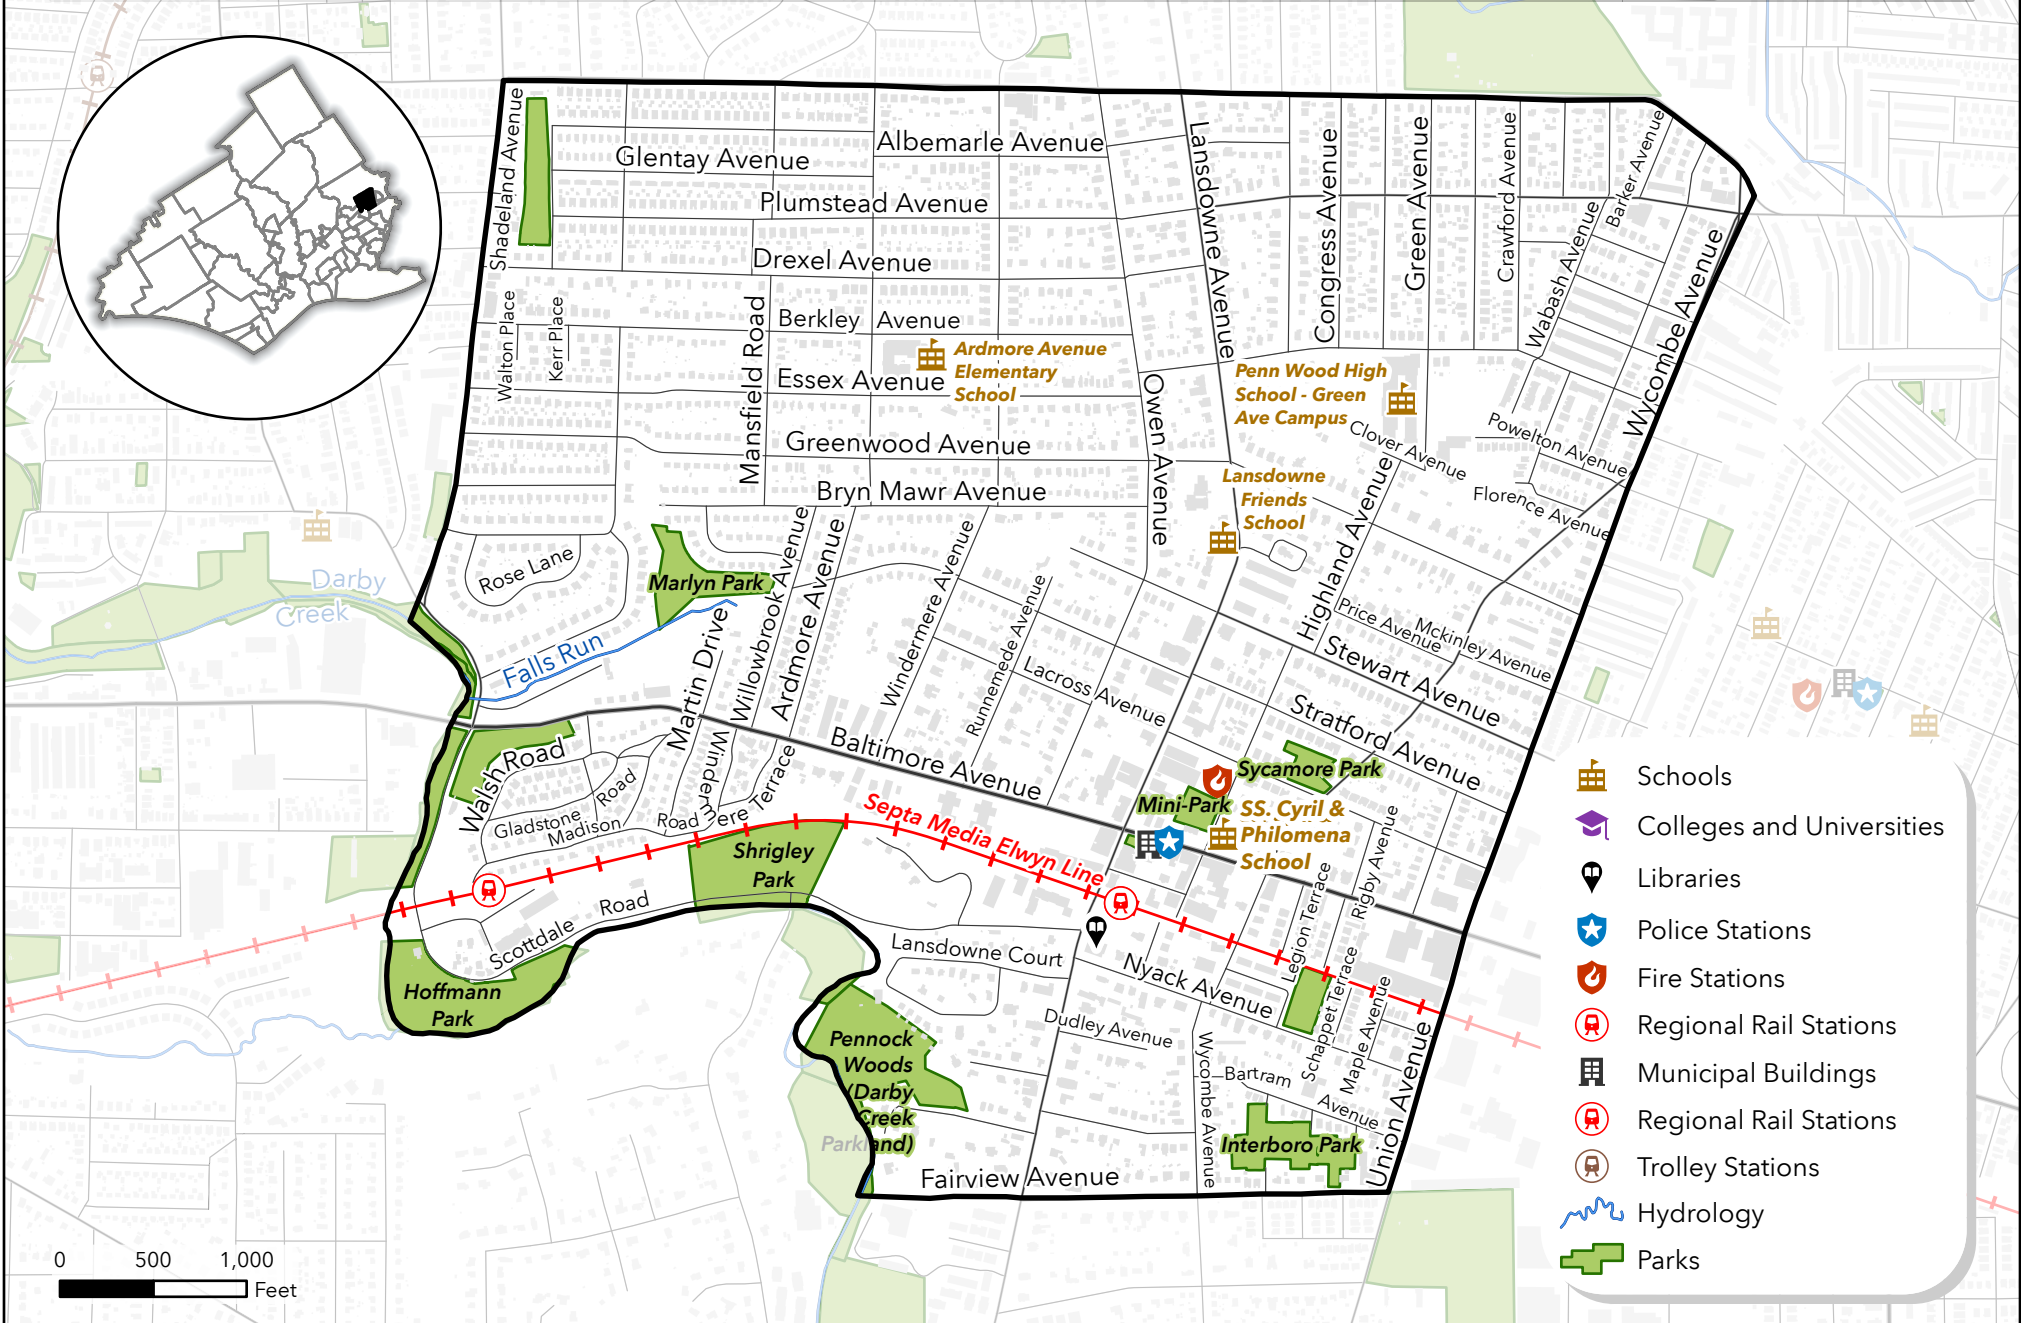 Shadeland Avenue
Glentay Avenue
Albemarle Avenue
Plumstead Avenue
Drexel Avenue
Lansdowne Avenue
Congress Avenue
Green Avenue
Crawford Avenue
Barker Avenue
Wabash Avenue
Wycombe Avenue
Walton Place
Kerr Place
Mansfield Road
Berkley Avenue
Ardmore Avenue
Elementary
School
Essex Avenue
Owen Avenue
Penn Wood High
School - Green
Ave Campus
Greenwood Avenue
Clover Avenue
Powelton Avenue
Bryn Mawr Avenue
Lansdowne
Friends
School
Florence Avenue
Highland Avenue
Rose Lane
Marlyn Park
Darby
Creek
Willowbrook Avenue
Ardmore Avenue
Windermere Avenue
Runnemede Avenue
Price Avenue
Mckinley Avenue
Falls Run
Martin Drive
Lacross Avenue
Stewart Avenue
Stratford Avenue
Walsh Road
Baltimore Avenue
Windermere Terrace
Sycamore Park
Mini-Park
SS. Cyril &
Philomena
School
Gladstone Road
Madison Road
Septa Media Elwyn Line
Shrigley
Park
Rigby Avenue
Legion Terrace
Scottdale Road
Lansdowne Court
Nyack Avenue
Hoffmann
Park
Schappet Terrace
Maple Avenue
Dudley Avenue
Pennock
Woods
(Darby
Creek
Parkland)
Wycombe Avenue
Bartram Avenue
Interboro Park
Union Avenue
Fairview Avenue
Schools
Colleges and Universities
Libraries
Police Stations
Fire Stations
Regional Rail Stations
Municipal Buildings
Regional Rail Stations
Trolley Stations
Hydrology
Parks
0 500 1,000
Feet